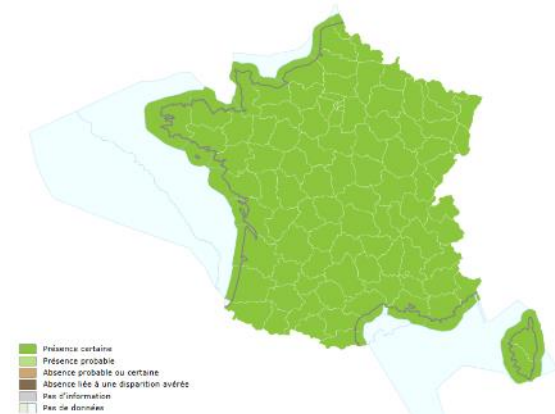 Présence certaine
Présence probable
Absence probable ou certaine
Absence liée à une disparition avérée
Pas d'information
Pas de données